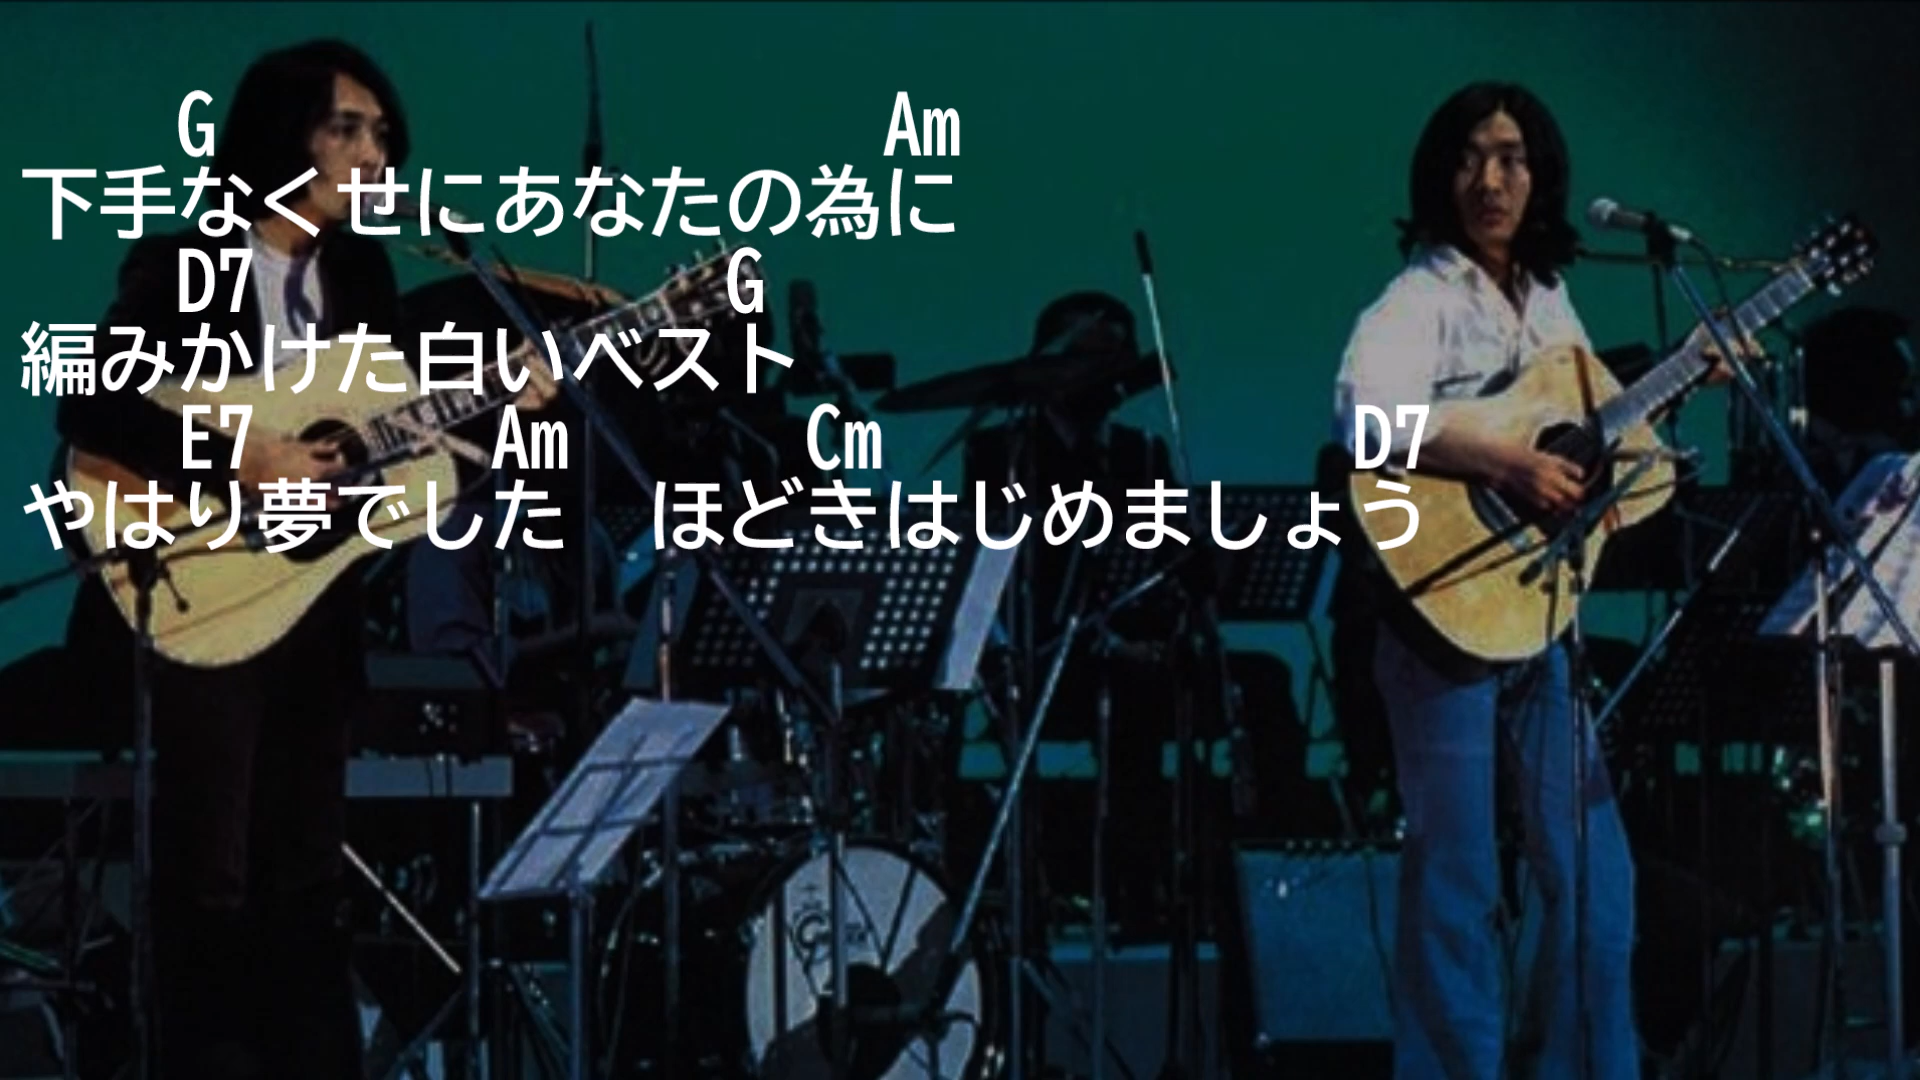 G Am
下手なくせにあなたの為に
D7 G
編みかけた白いベスト
E7 Am Cm D7
やはり夢でした　ほどきはじめましょう